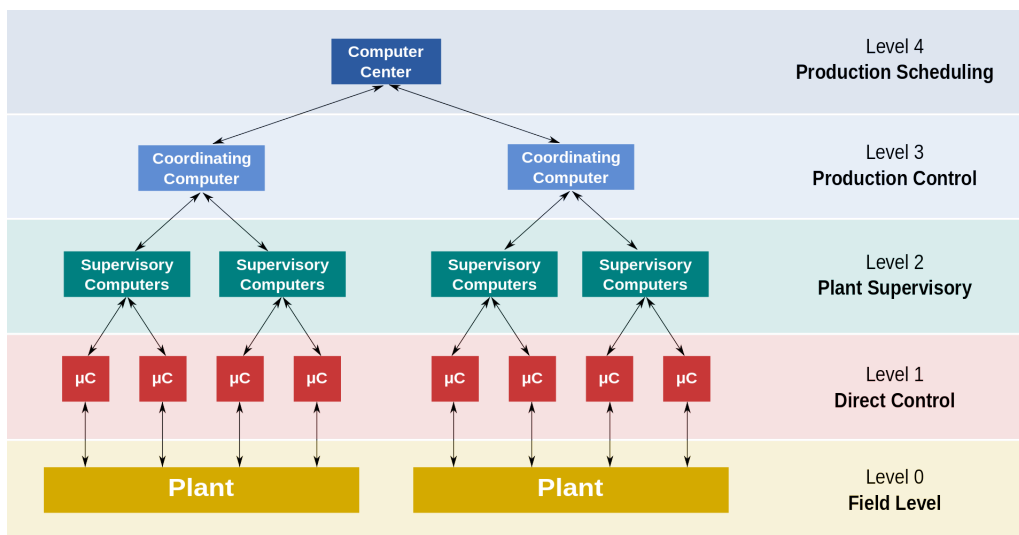 Computer
Center
Level 4
Production Scheduling
Coordinating
Computer
Coordinating
Computer
Level 3
Production Control
Supervisory
Computers
Supervisory
Computers
Supervisory
Computers
Supervisory
Computers
Level 2
Plant Supervisory
µC
µC
µC
µC
µC
µC
µC
µC
Level 1
Direct Control
Plant
Plant
Level 0
Field Level